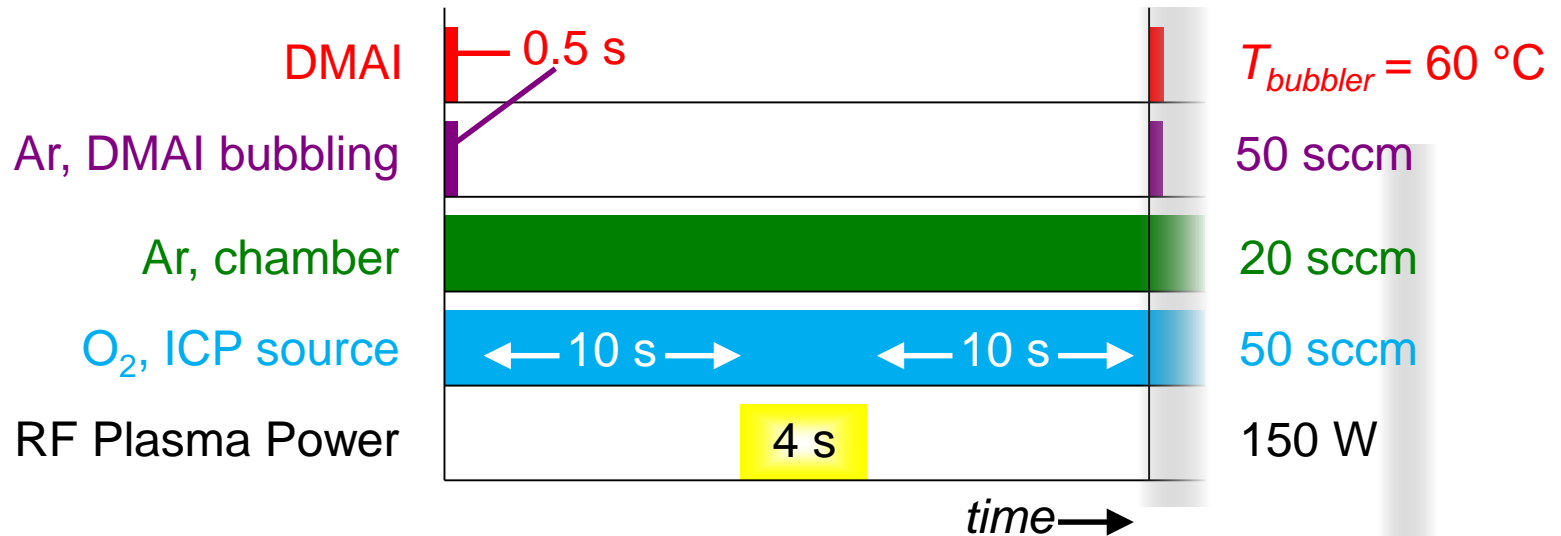 DMAI 0.5 s T_bubbler = 60 °C
Ar, DMAI bubbling 50 sccm
Ar, chamber 20 sccm
O₂, ICP source 10 s 10 s 50 sccm
RF Plasma Power 4 s 150 W
time